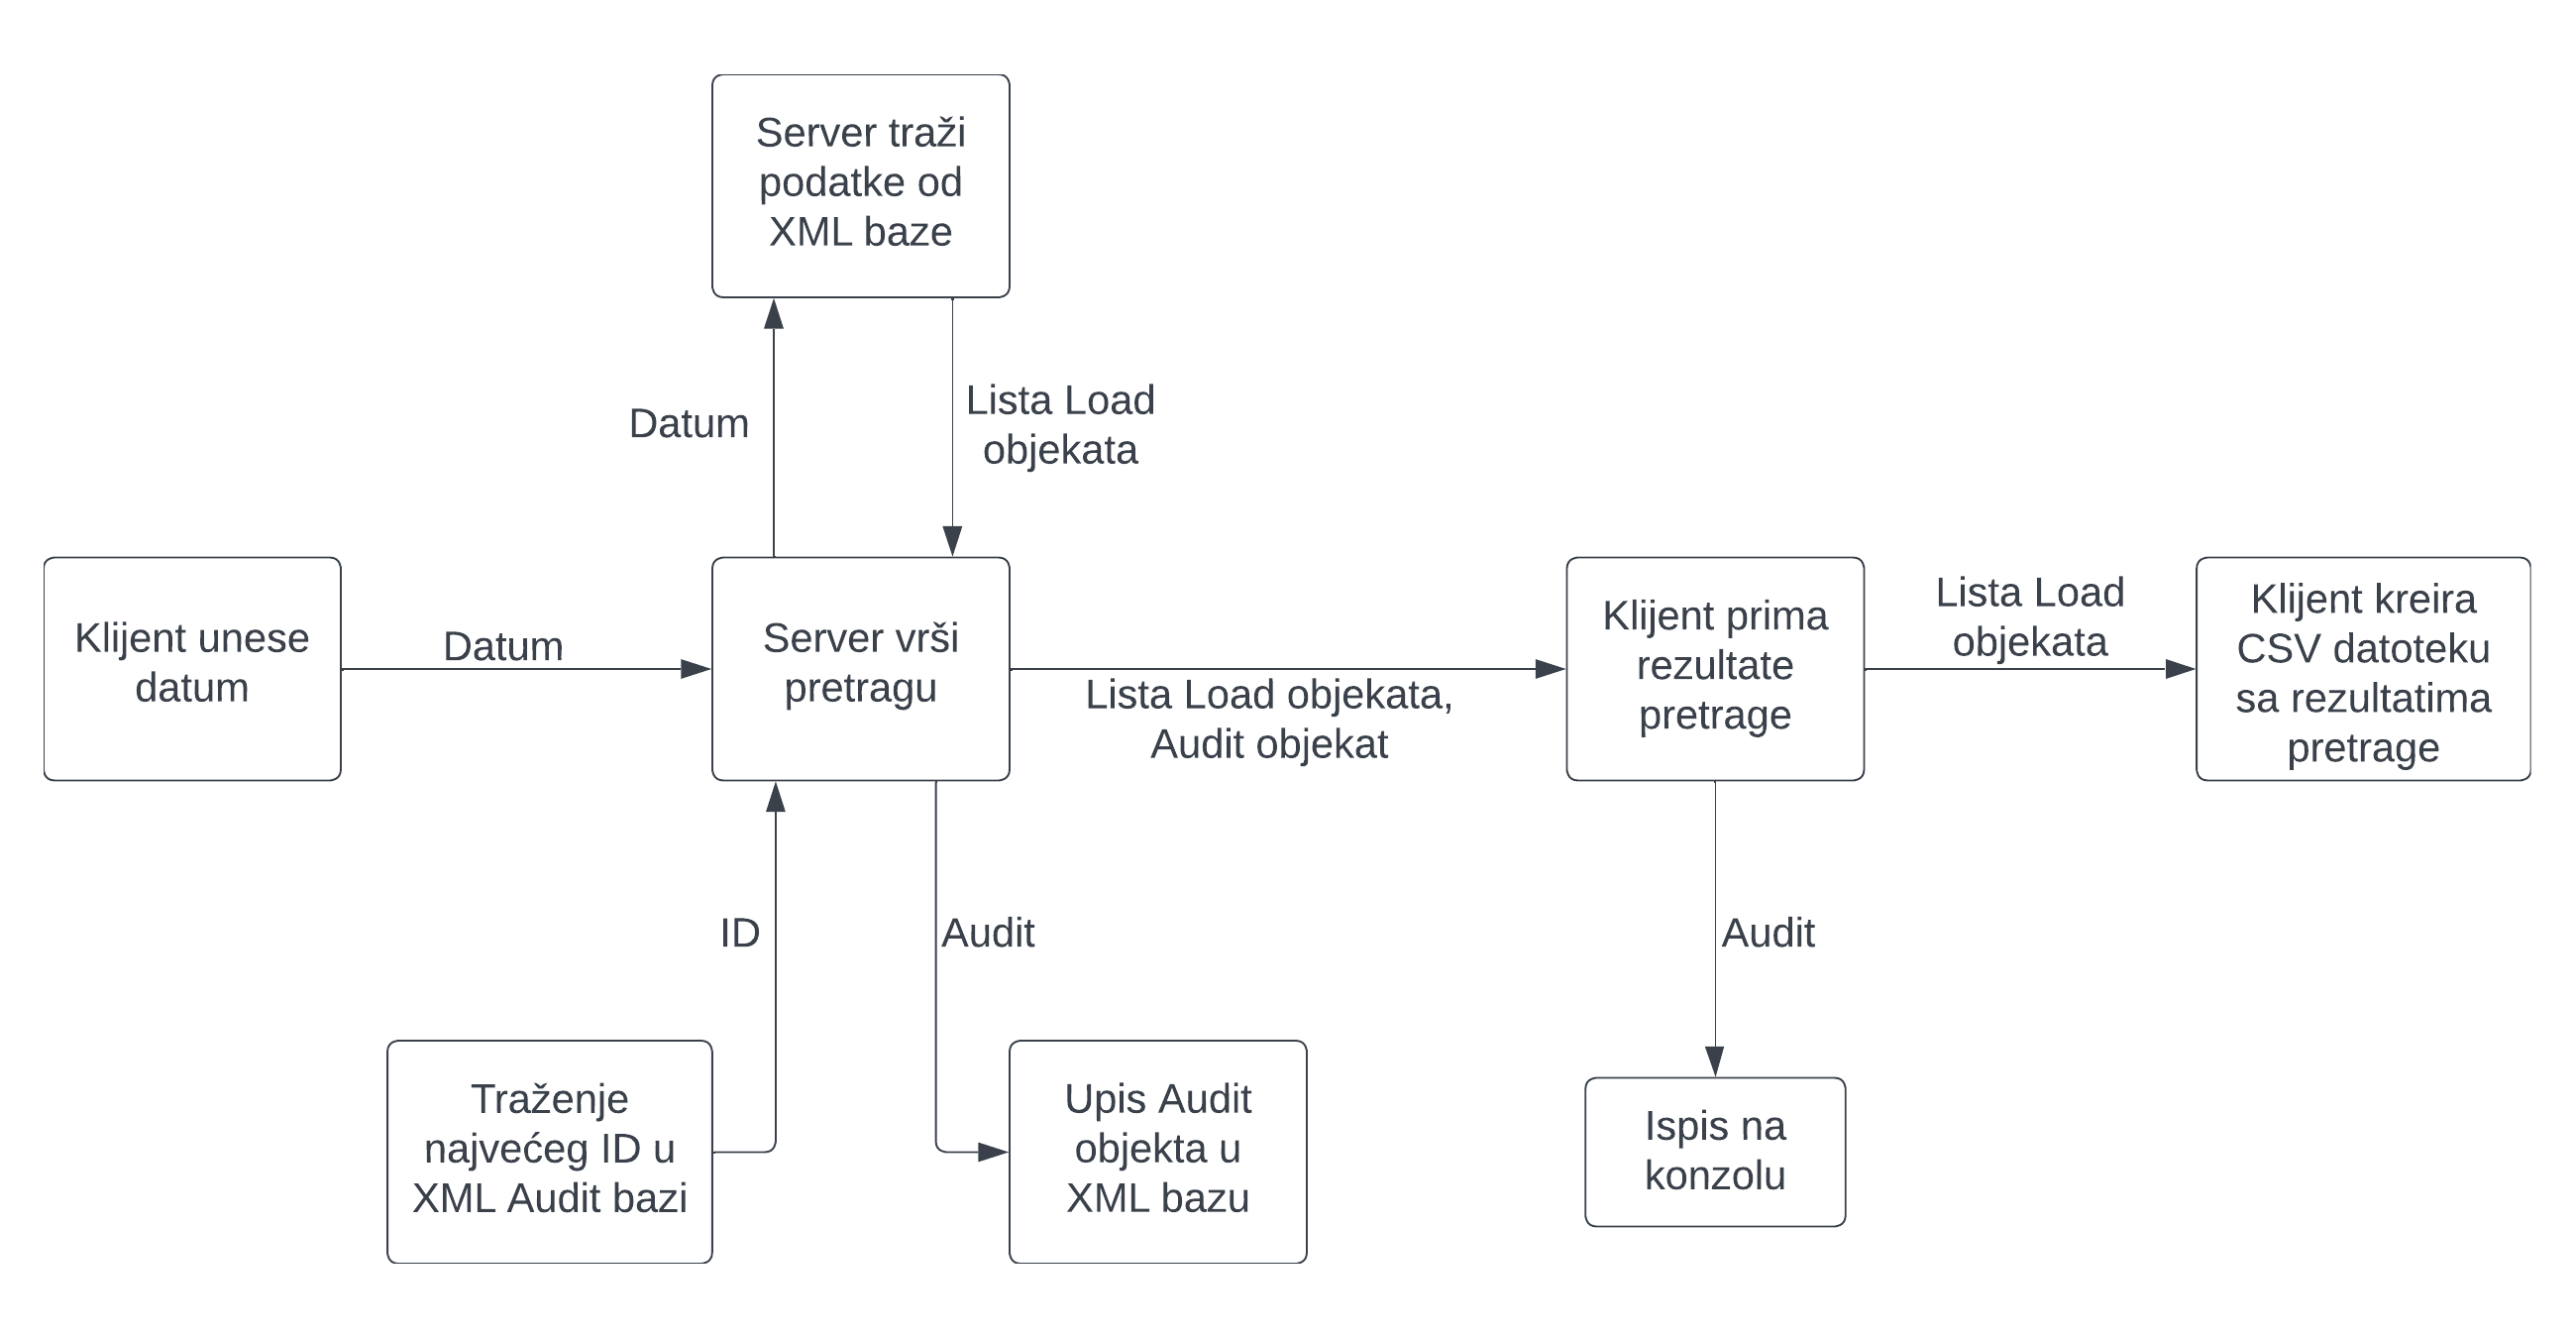 Server traži
podatke od
XML baze
Datum
Lista Load
objekata
Klijent unese
datum
Datum
Server vrši
pretragu
Lista Load objekata,
Audit objekat
Klijent prima
rezultate
pretrage
Lista Load
objekata
Klijent kreira
CSV datoteku
sa rezultatima
pretrage
ID
Audit
Audit
Traženje
najvećeg ID u
XML Audit bazi
Upis Audit
objekta u
XML bazu
Ispis na
konzolu